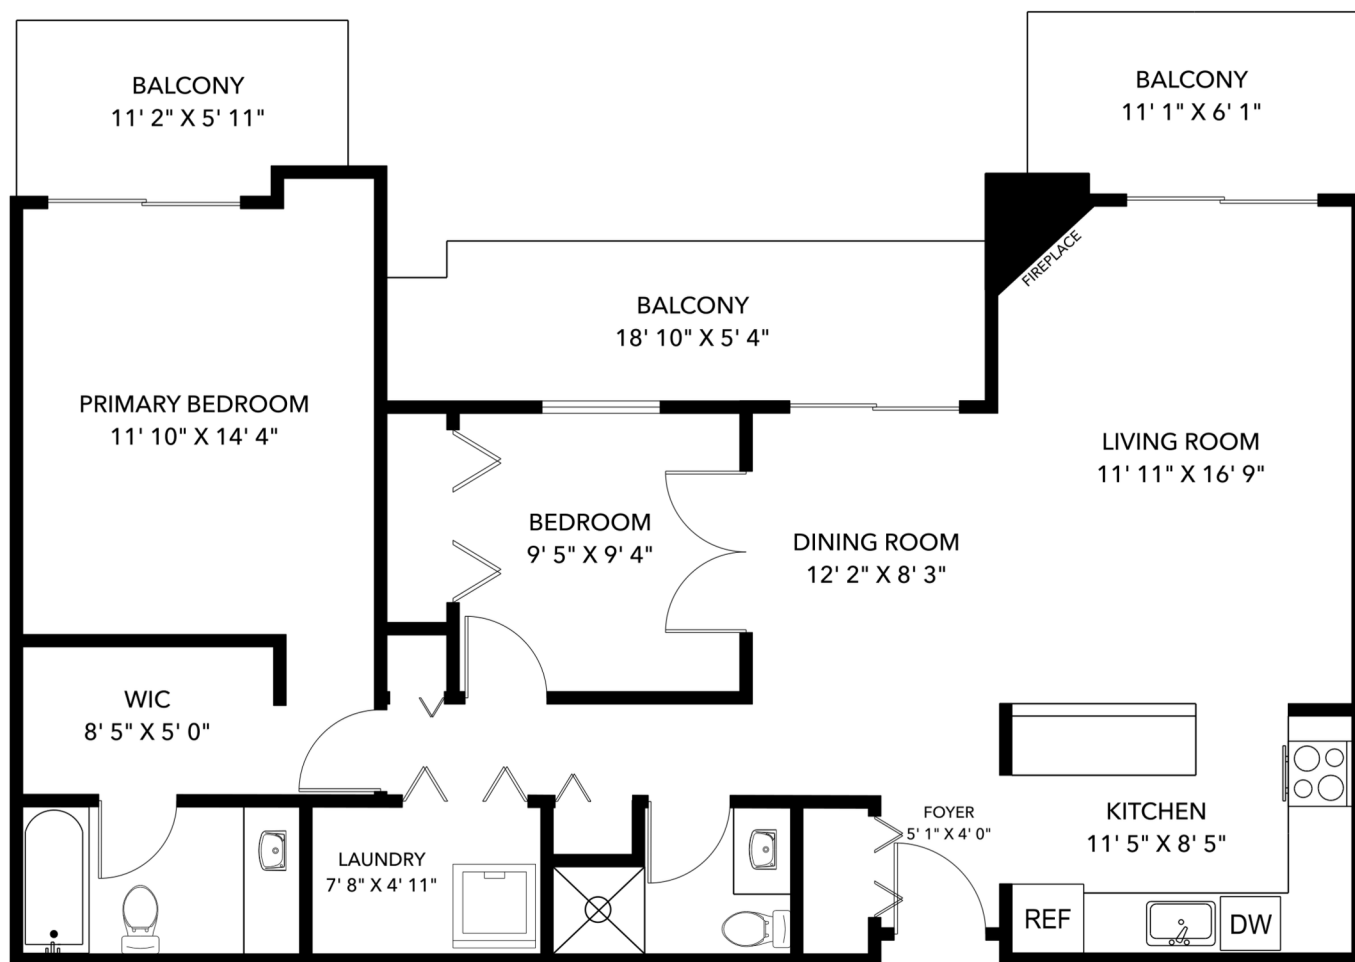 BALCONY
11' 2" X 5' 11"
BALCONY
11' 1" X 6' 1"
FIREPLACE
BALCONY
18' 10" X 5' 4"
PRIMARY BEDROOM
11' 10" X 14' 4"
LIVING ROOM
11' 11" X 16' 9"
BEDROOM
9' 5" X 9' 4"
DINING ROOM
12' 2" X 8' 3"
WIC
8' 5" X 5' 0"
FOYER
5' 1" X 4' 0"
KITCHEN
11' 5" X 8' 5"
LAUNDRY
7' 8" X 4' 11"
REF
DW